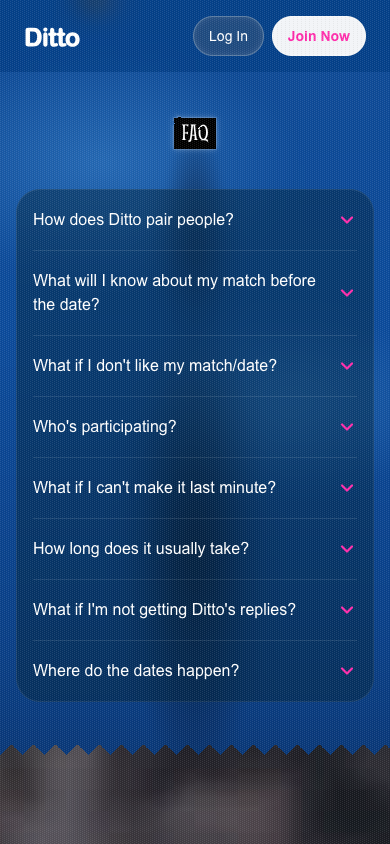 Ditto
Log In
Join Now
FAQ
How does Ditto pair people?
What will I know about my match before
the date?
What if I don't like my match/date?
Who's participating?
What if I can't make it last minute?
How long does it usually take?
What if I'm not getting Ditto's replies?
Where do the dates happen?